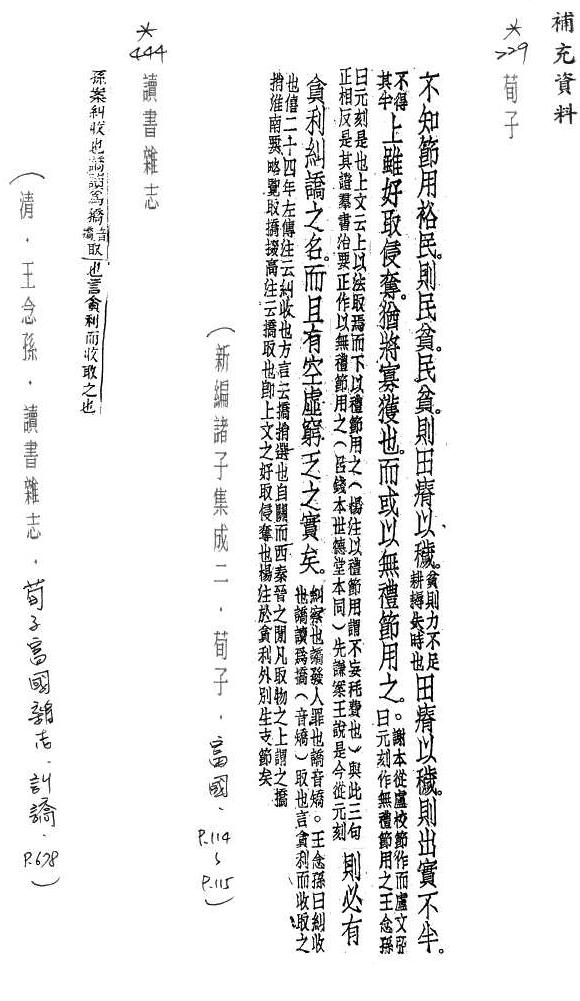 補充資料
*229 荀子
不知節用裕民。則民貧。民貧。則田瘠以穢。貧則力不足耕耨失時也田瘠以穢。則出實不半。
不得其半上雖好取侵奪。猶將寡獲也。而或以無禮節用之。○謝本從盧校節作而盧文弨曰元刻作無禮節用之王念孫
曰元刻是也上文云上以法取焉而下以禮節用之(楊注以禮節用謂不妄耗費也)與此三句正相反是其證羣書治要正作以無禮節用之(呂錢本世德堂本同)先謙案王說是今從元刻則必有
貪利糾譑之名。而且有空虛窮乏之實矣。糾察也譑發人罪也譑音矯。○王念孫曰糾收也譑讀為撟(音矯)取也言貪利而收取之
也僖二十四年左傳注云糾收也方言云撟捎選也自關而西秦晉之閒凡取物之上謂之撟捎淮南要略覽取撟掇高注云撟取也卽上文之好取侵奪也楊注於貪利外別生支節矣
(新編諸子集成二.荀子.富國.P.114~P.115)
*444 讀書雜志
孫案糾收也譑讀為撟音矯取也言貪利而收取之也
(清.王念孫.讀書雜志.荀子富國雜志.糾譑.P.678)